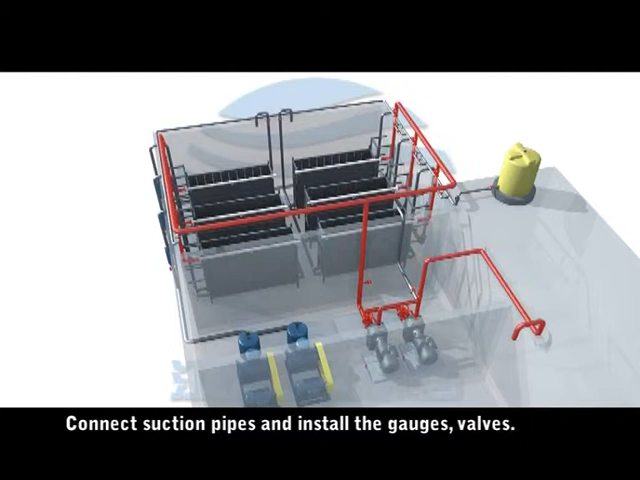 Connect suction pipes and install the gauges, valves.